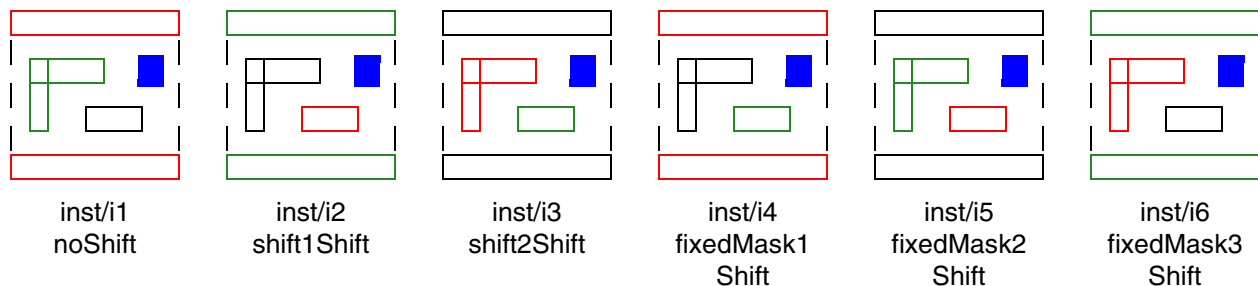 inst/i1
noShift
inst/i2
shift1Shift
inst/i3
shift2Shift
inst/i4
fixedMask1
Shift
inst/i5
fixedMask2
Shift
inst/i6
fixedMask3
Shift